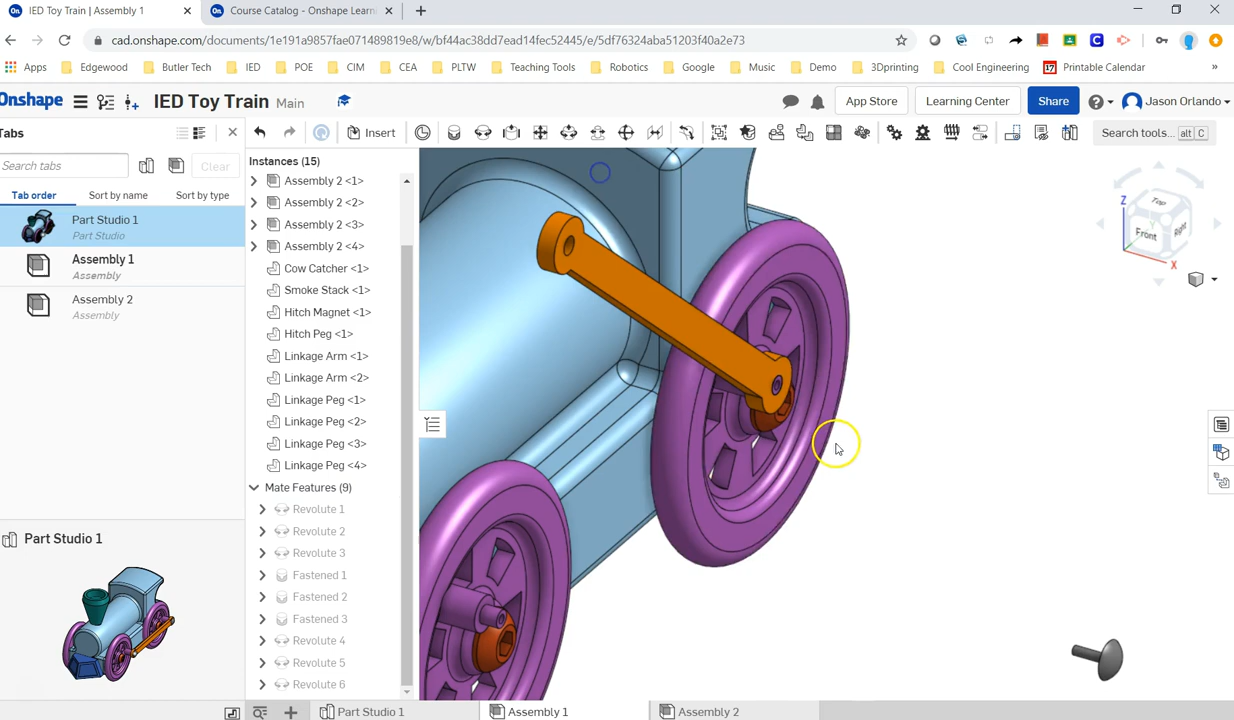 IED Toy Train | Assembly 1
Course Catalog - Onshape Learni
cad.onshape.com/documents/1e191a9857fae071489819de/w/bf44ac38dd7ead14fec52445/e/5df76324aba51203f40a2e73
Apps Edgewood Butler Tech IED POE CIM CEA PLTW Teaching Tools Robotics Google Music Demo 3Dprinting Cool Engineering 17 Printable Calendar »
Onshape IED Toy Train Main App Store Learning Center Share Jason Orlando
Tabs
Insert
Search tools... alt C
Search tabs Clear
Tab order Sort by name Sort by type
Part Studio 1
Part Studio
Assembly 1
Assembly
Assembly 2
Assembly
Part Studio 1
Instances (15)
Assembly 2 <1>
Assembly 2 <2>
Assembly 2 <3>
Assembly 2 <4>
Cow Catcher <1>
Smoke Stack <1>
Hitch Magnet <1>
Hitch Peg <1>
Linkage Arm <1>
Linkage Arm <2>
Linkage Peg <1>
Linkage Peg <2>
Linkage Peg <3>
Linkage Peg <4>
Mate Features (9)
Revolute 1
Revolute 2
Revolute 3
Fastened 1
Fastened 2
Fastened 3
Revolute 4
Revolute 5
Revolute 6
Z
Top
Front
Right
X
Part Studio 1 Assembly 1 Assembly 2